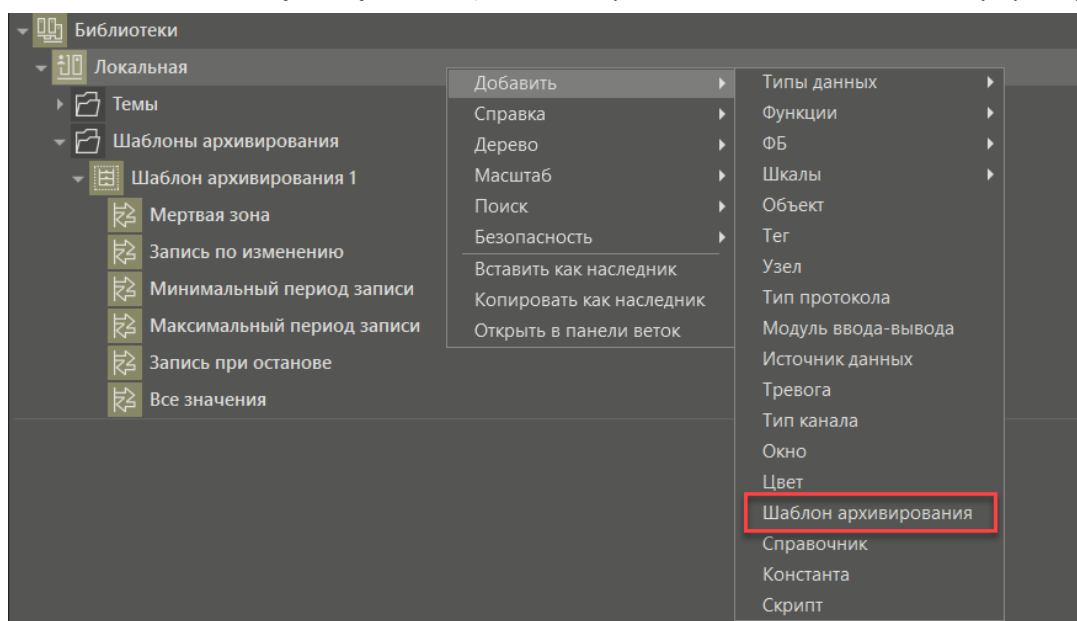 Библиотеки
Локальная
Темы
Шаблоны архивирования
Шаблон архивирования 1
Мертвая зона
Запись по изменению
Минимальный период записи
Максимальный период записи
Запись при останове
Все значения
Добавить
Справка
Дерево
Масштаб
Поиск
Безопасность
Вставить как наследник
Копировать как наследник
Открыть в панели веток
Типы данных
Функции
ФБ
Шкалы
Объект
Тег
Узел
Тип протокола
Модуль ввода-вывода
Источник данных
Тревога
Тип канала
Окно
Цвет
Шаблон архивирования
Справочник
Константа
Скрипт